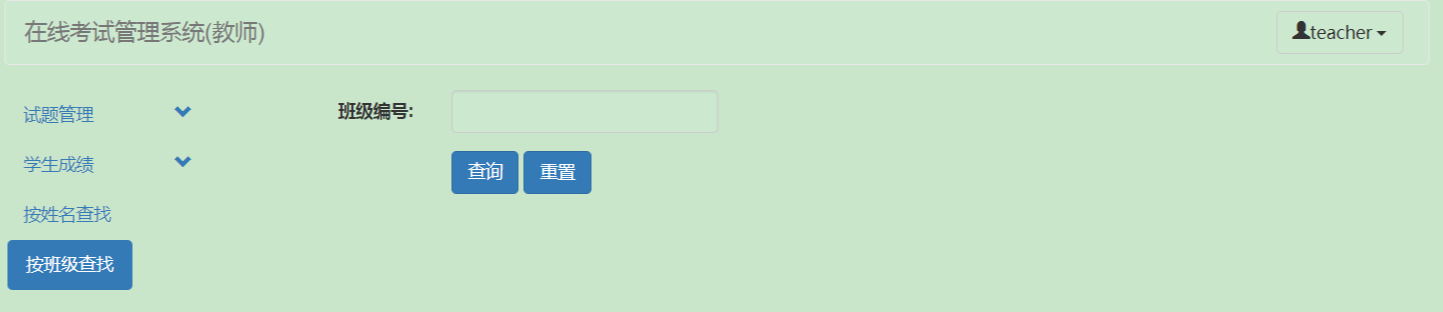 在线考试管理系统(教师)
teacher
试题管理
班级编号:
学生成绩
查询 重置
按姓名查找
按班级查找